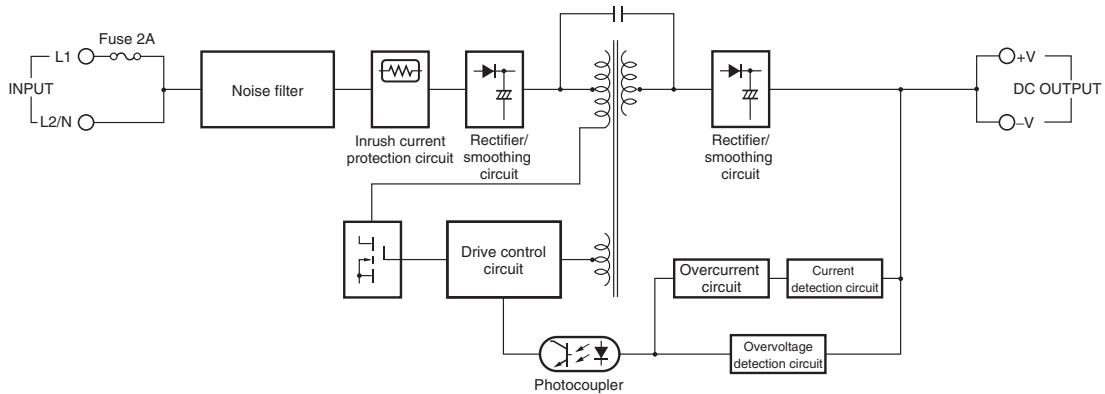 Fuse 2A
L1
INPUT
L2/N
Noise filter
Inrush current
protection circuit
Rectifier/
smoothing
circuit
Rectifier/
smoothing
circuit
+V
DC OUTPUT
–V
Drive control
circuit
Overcurrent
circuit
Current
detection circuit
Overvoltage
detection circuit
Photocoupler